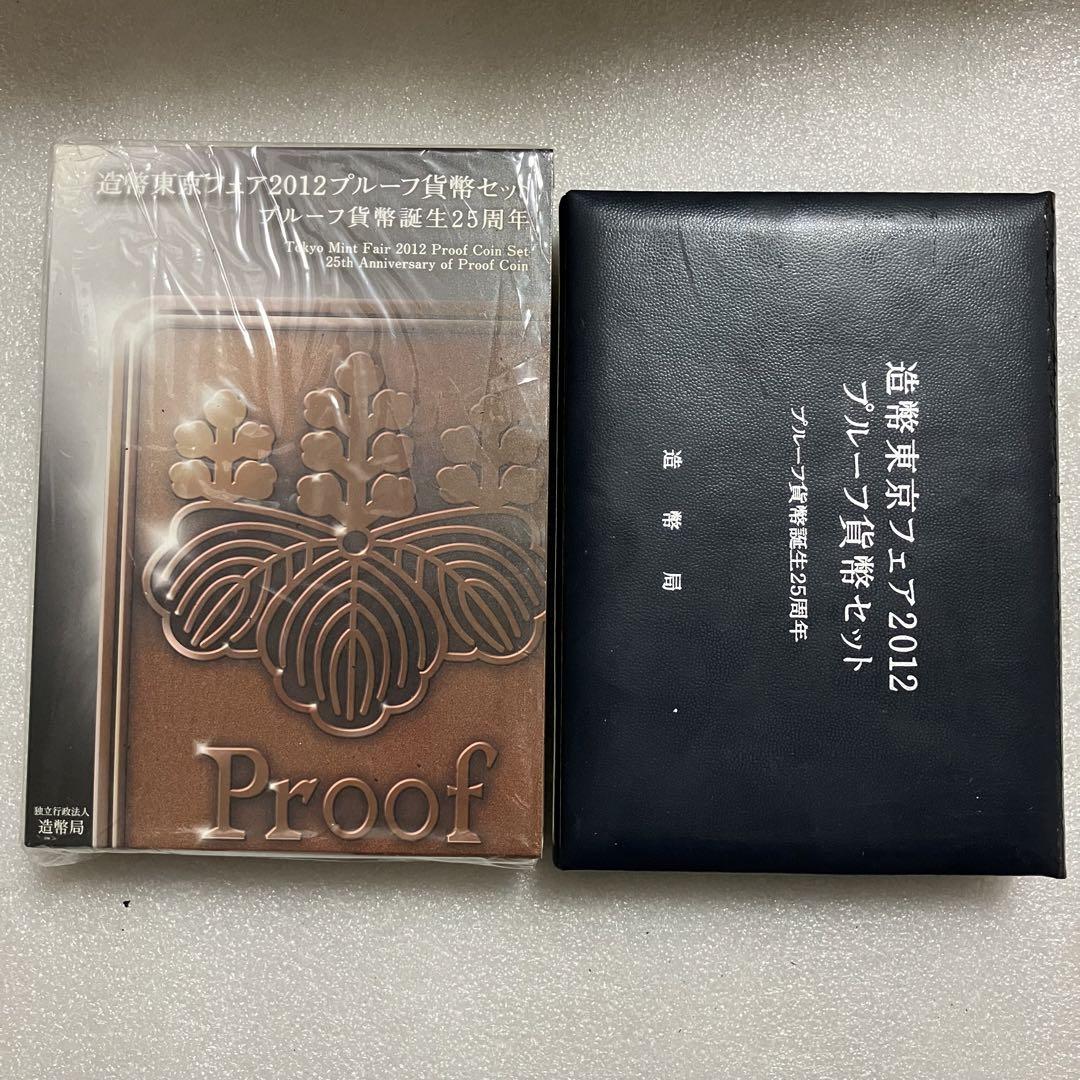 造幣東京フェア2012プルーフ貨幣セット
プルーフ貨幣誕生25周年
Tokyo Mint Fair 2012 Proof Coin Set
25th Anniversary of Proof Coin
Proof
独立行政法人
造幣局
造幣東京フェア2012
プルーフ貨幣セット
プルーフ貨幣誕生25周年
造幣局